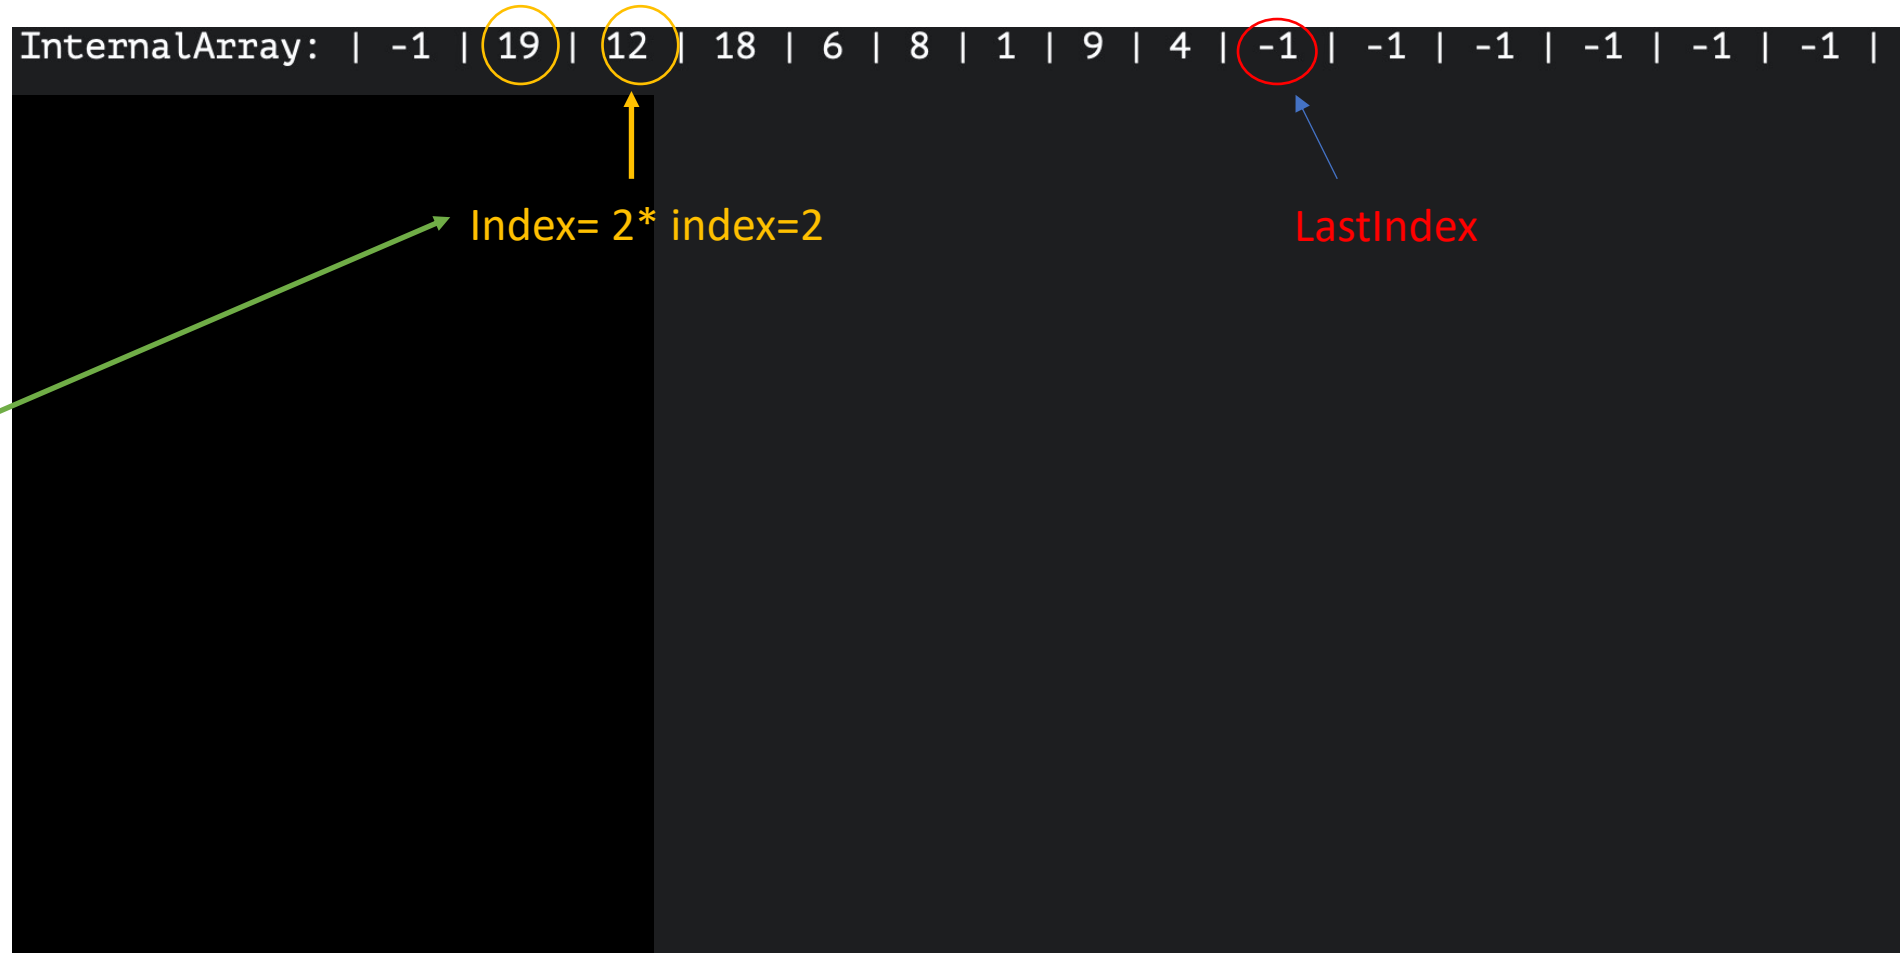 InternalArray: | -1 | 19 | 12 | 18 | 6 | 8 | 1 | 9 | 4 | -1 | -1 | -1 | -1 | -1 | -1 |
Index= 2* index=2
LastIndex